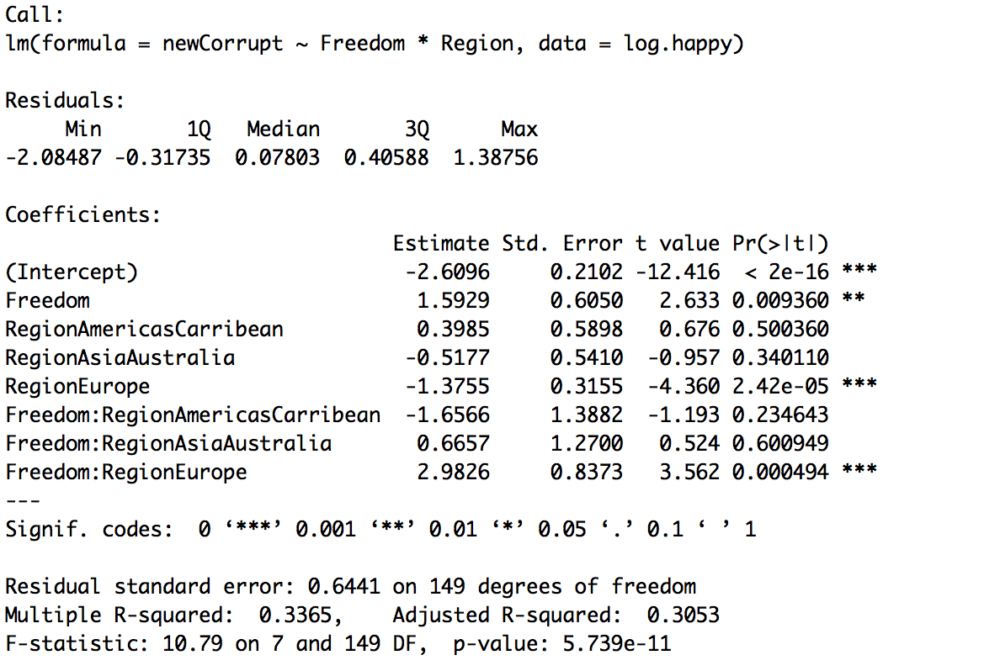 Call:
lm(formula = newCorrupt ~ Freedom * Region, data = log.happy)
Residuals:
     Min       1Q   Median       3Q      Max
-2.08487 -0.31735  0.07803  0.40588  1.38756
Coefficients:
                                Estimate Std. Error t value Pr(>|t|)
(Intercept)                      -2.6096     0.2102 -12.416  < 2e-16 ***
Freedom                           1.5929     0.6050   2.633 0.009360 **
RegionAmericasCarribean           0.3985     0.5898   0.676 0.500360
RegionAsiaAustralia              -0.5177     0.5410  -0.957 0.340110
RegionEurope                     -1.3755     0.3155  -4.360 2.42e-05 ***
Freedom:RegionAmericasCarribean  -1.6566     1.3882  -1.193 0.234643
Freedom:RegionAsiaAustralia       0.6657     1.2700   0.524 0.600949
Freedom:RegionEurope              2.9826     0.8373   3.562 0.000494 ***
---
Signif. codes:  0 ‘***’ 0.001 ‘**’ 0.01 ‘*’ 0.05 ‘.’ 0.1 ‘ ’ 1
Residual standard error: 0.6441 on 149 degrees of freedom
Multiple R-squared:  0.3365,    Adjusted R-squared:  0.3053
F-statistic: 10.79 on 7 and 149 DF,  p-value: 5.739e-11